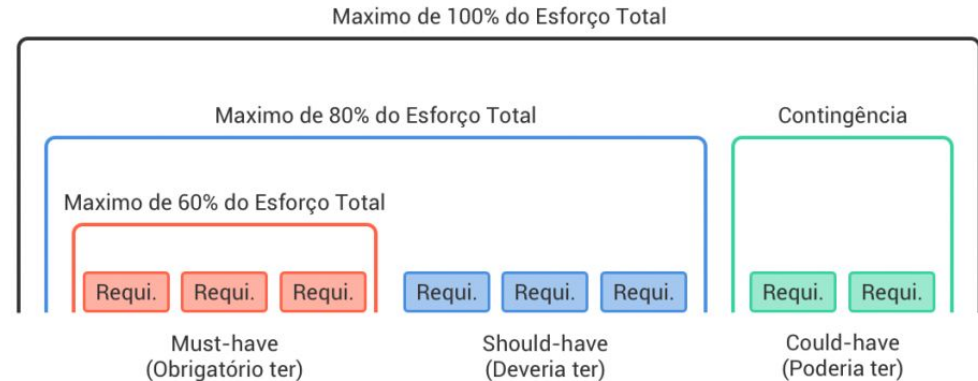 Maximo de 100% do Esforço Total
Maximo de 80% do Esforço Total
Contingência
Maximo de 60% do Esforço Total
Requi. Requi. Requi. Requi. Requi. Requi. Requi. Requi.
Must-have Should-have Could-have
(Obrigatório ter) (Deveria ter) (Poderia ter)